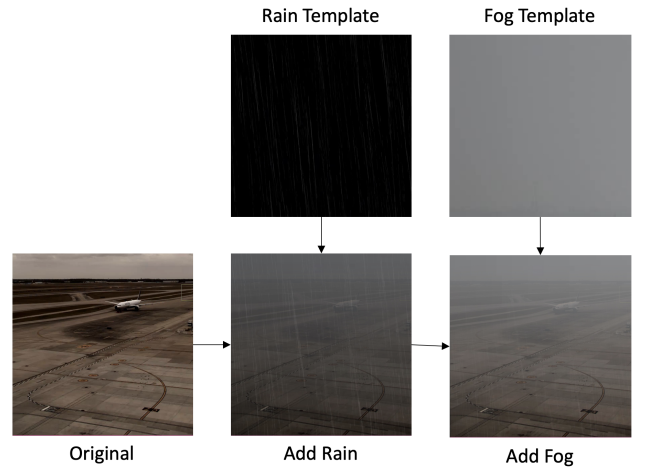 Rain Template
Fog Template
Original
Add Rain
Add Fog